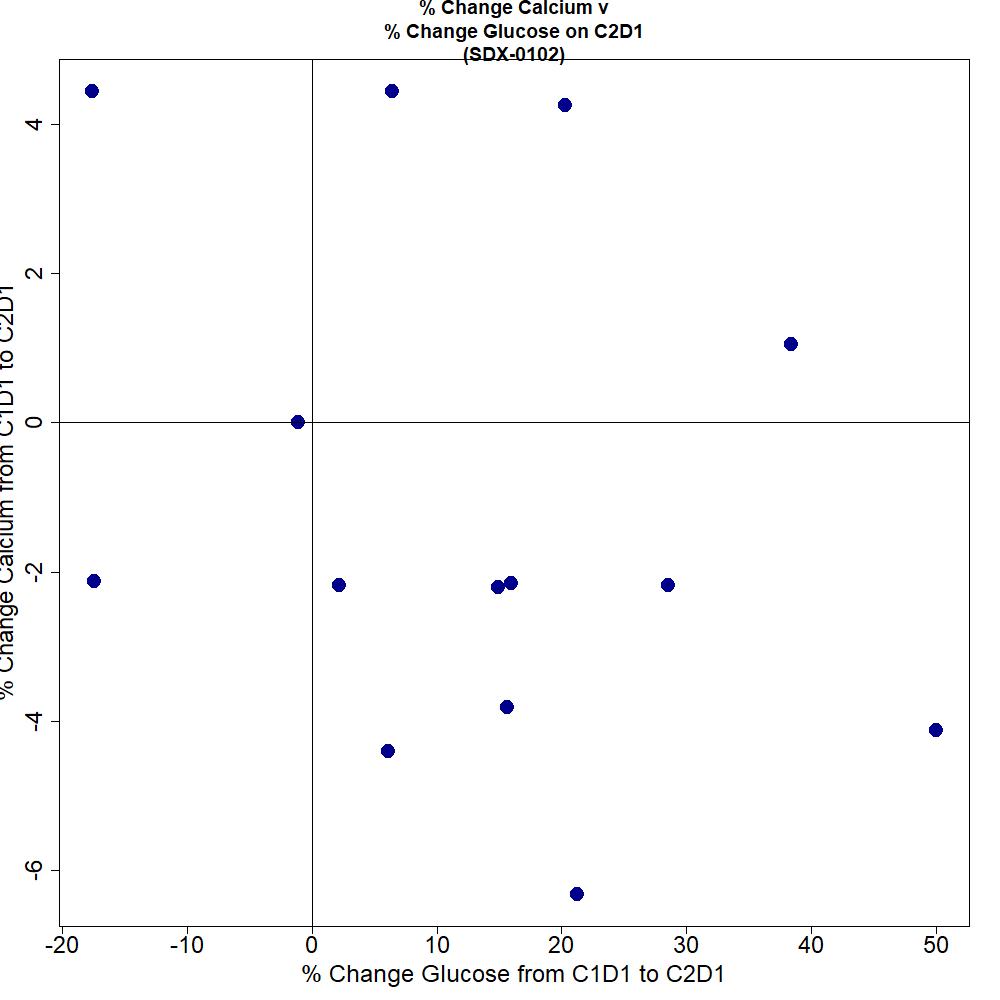 % Change Calcium v
% Change Glucose on C2D1
(SDX-0102)
% Change Calcium from C1D1 to C2D1
4
2
0
-2
-4
-6
-20 -10 0 10 20 30 40 50
% Change Glucose from C1D1 to C2D1